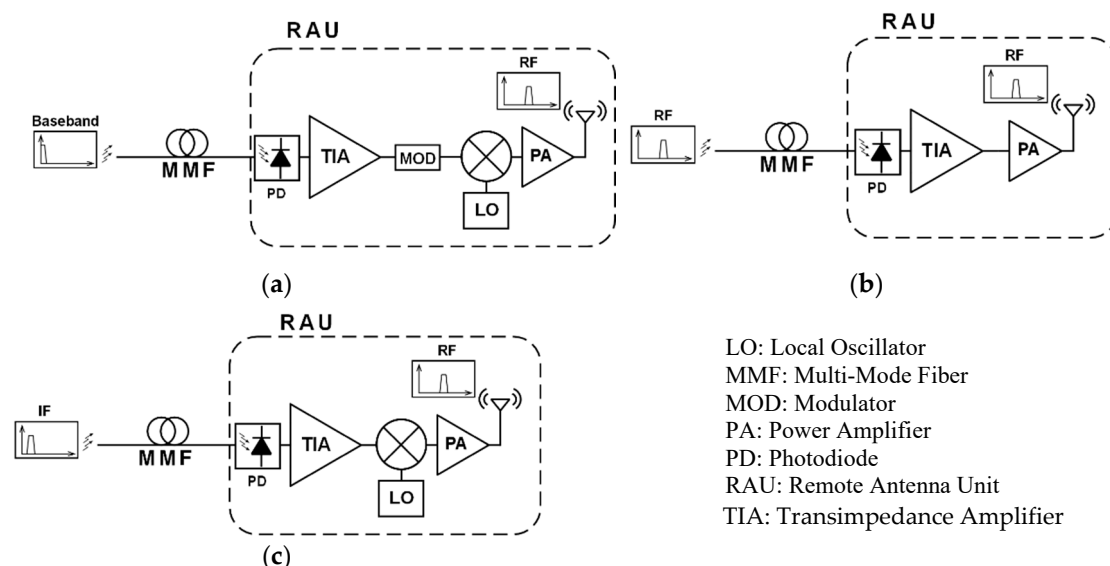 RAU
Baseband
MMF
PD
TIA
MOD
LO
RF
PA
(a)
RAU
RF
MMF
PD
TIA
RF
PA
(b)
RAU
IF
MMF
PD
TIA
LO
RF
PA
(c)
LO: Local Oscillator
MMF: Multi-Mode Fiber
MOD: Modulator
PA: Power Amplifier
PD: Photodiode
RAU: Remote Antenna Unit
TIA: Transimpedance Amplifier